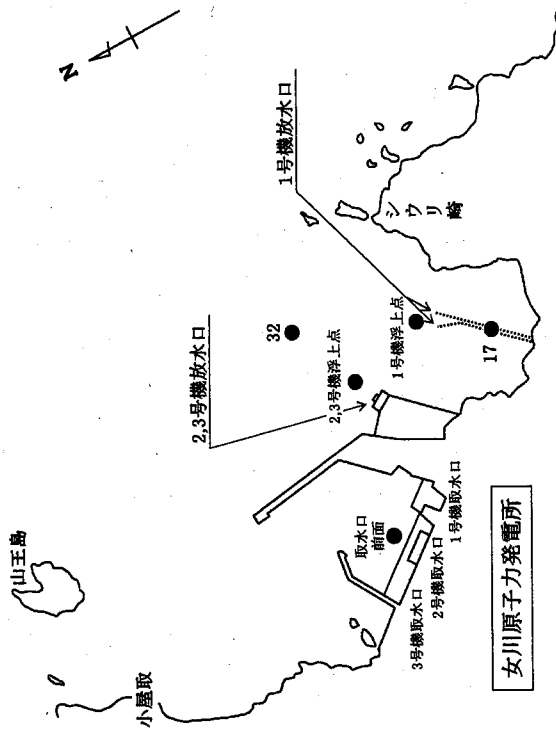 N
1号機放水口
2,3号機放水口
シウリ崎
32
2,3号機浮上点
1号機浮上点
17
山王島
小屋取
取水口
前面
1号機取水口
2号機取水口
3号機取水口
女川原子力発電所